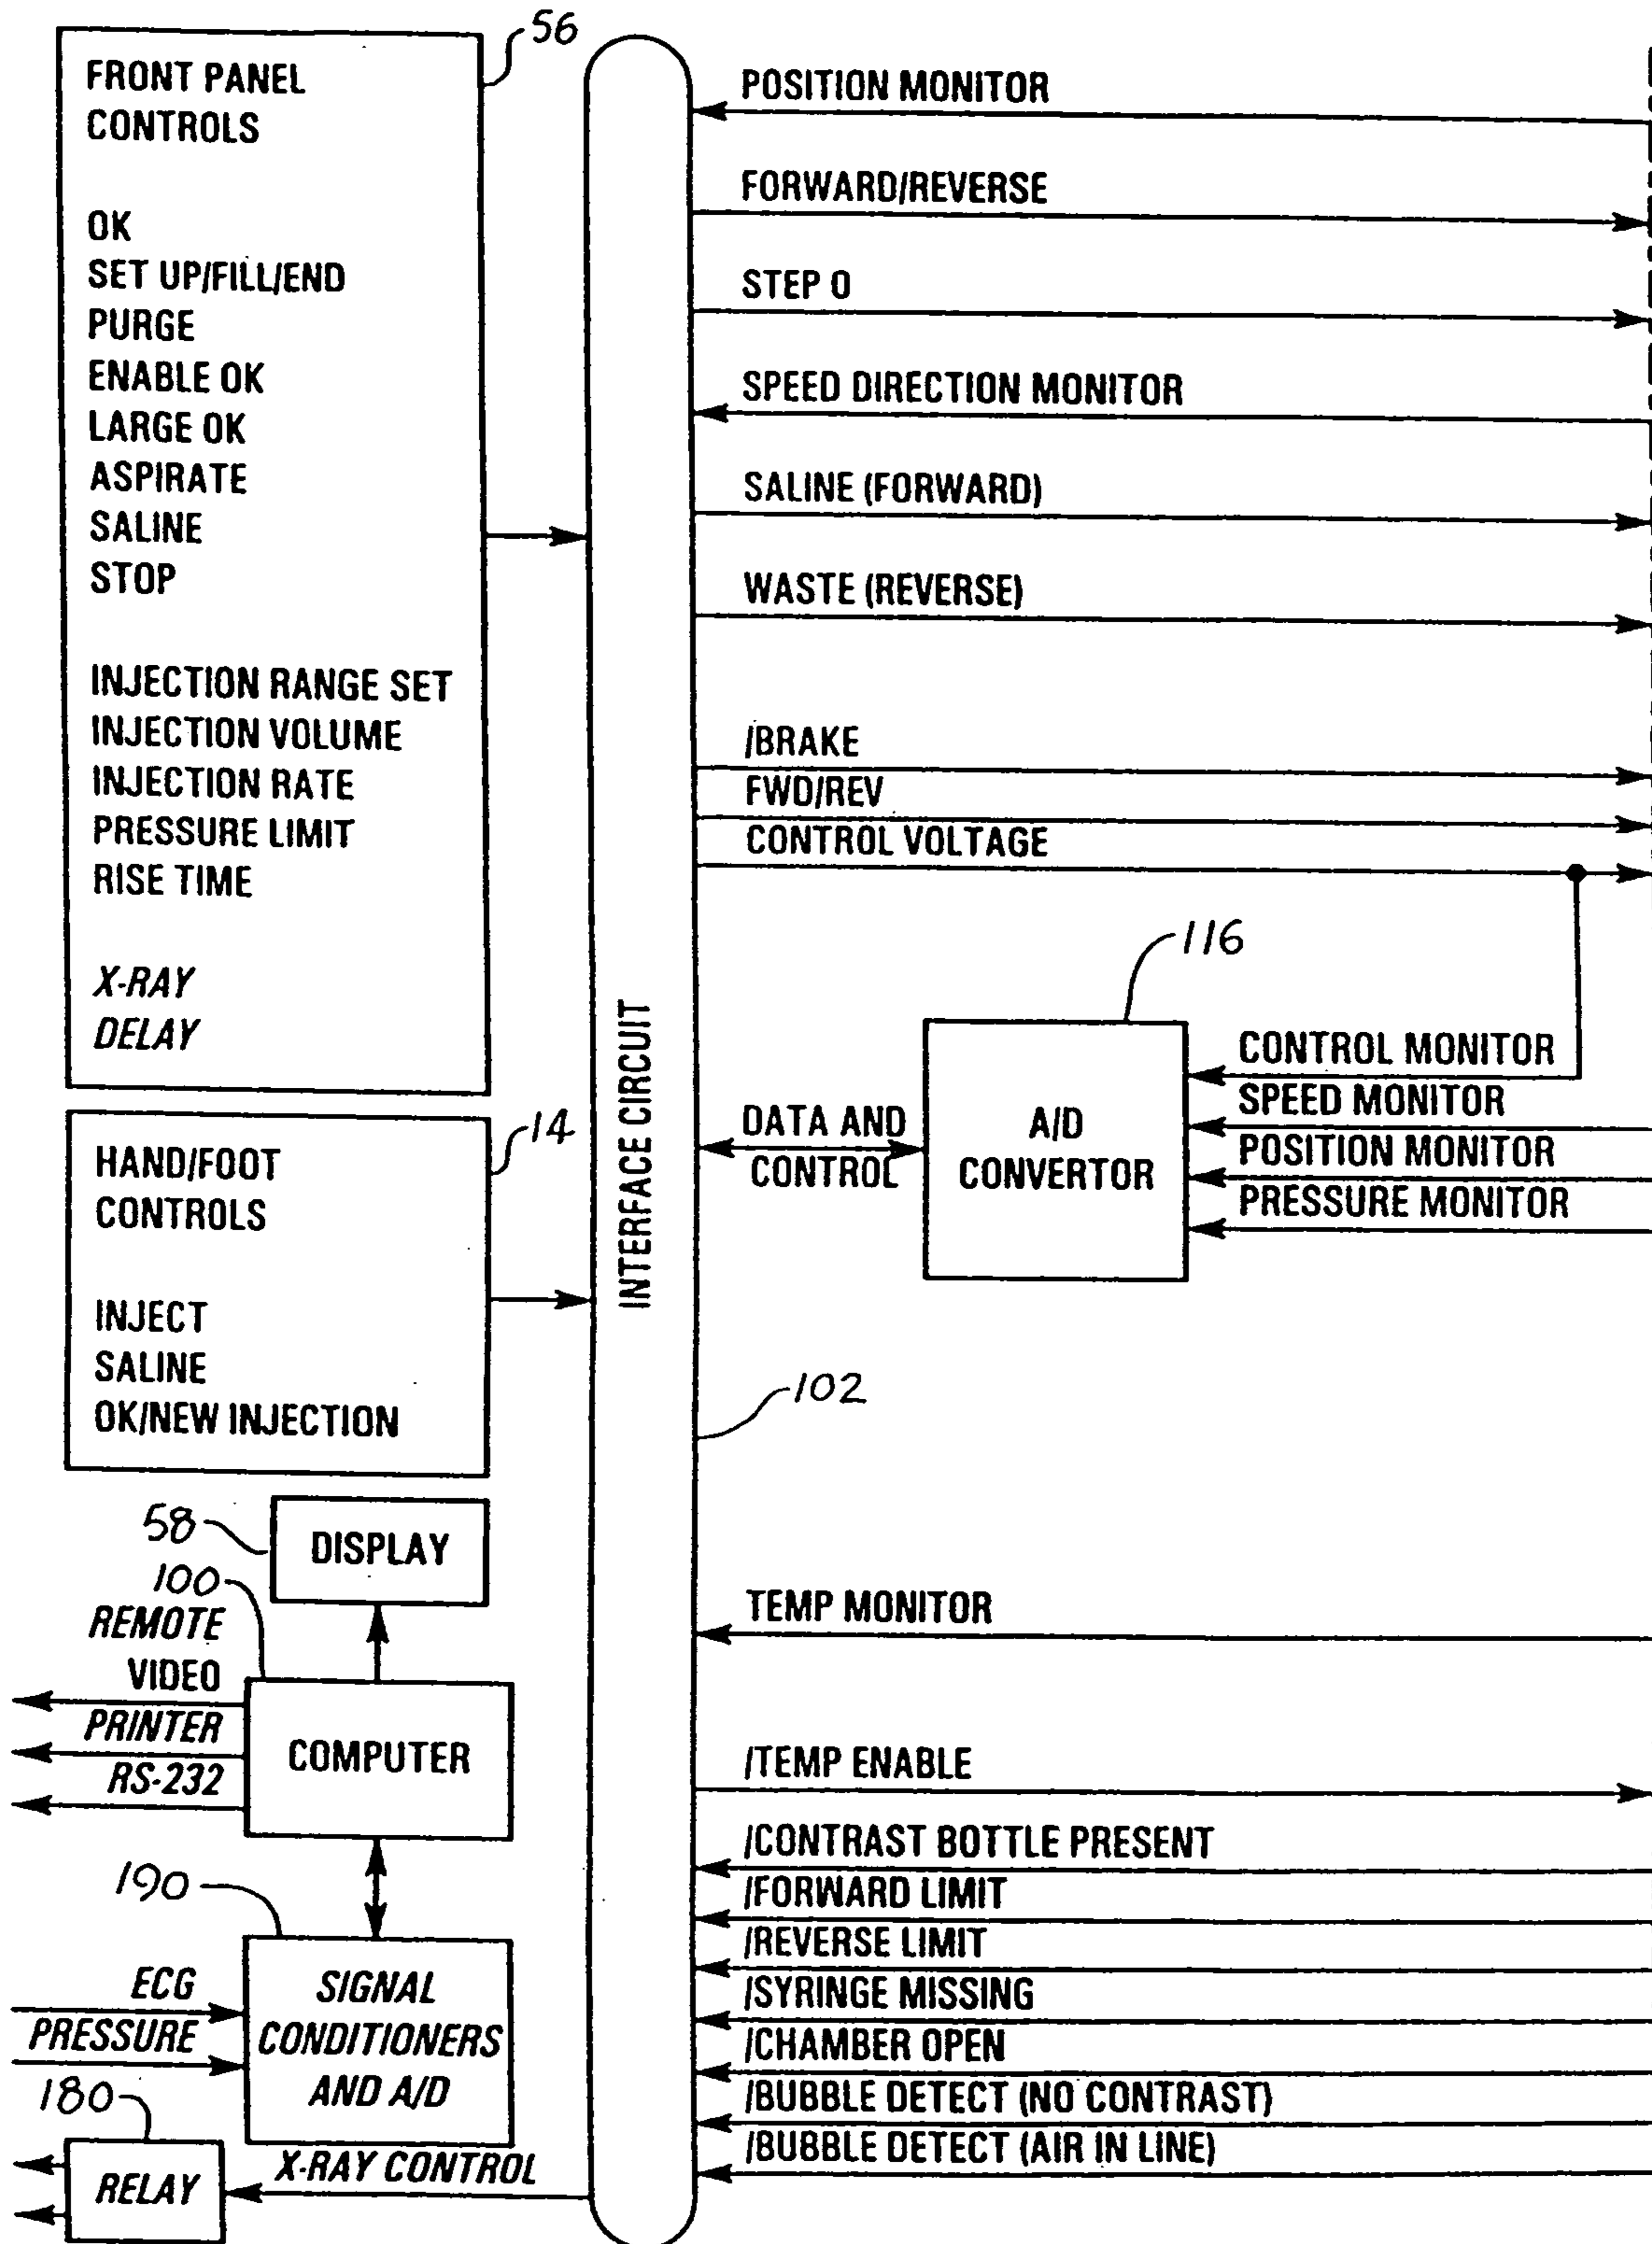 56
FRONT PANEL
CONTROLS
OK
SET UP/FILL/END
PURGE
ENABLE OK
LARGE OK
ASPIRATE
SALINE
STOP
INJECTION RANGE SET
INJECTION VOLUME
INJECTION RATE
PRESSURE LIMIT
RISE TIME
X-RAY
DELAY
14
HAND/FOOT
CONTROLS
INJECT
SALINE
OK/NEW INJECTION
58
DISPLAY
100
REMOTE
VIDEO
PRINTER
RS-232
COMPUTER
190
ECG
PRESSURE
SIGNAL
CONDITIONERS
AND A/D
180
RELAY
X-RAY CONTROL
INTERFACE CIRCUIT
102
POSITION MONITOR
FORWARD/REVERSE
STEP 0
SPEED DIRECTION MONITOR
SALINE (FORWARD)
WASTE (REVERSE)
/BRAKE
FWD/REV
CONTROL VOLTAGE
116
DATA AND
CONTROL
A/D
CONVERTOR
CONTROL MONITOR
SPEED MONITOR
POSITION MONITOR
PRESSURE MONITOR
TEMP MONITOR
/TEMP ENABLE
/CONTRAST BOTTLE PRESENT
/FORWARD LIMIT
/REVERSE LIMIT
/SYRINGE MISSING
/CHAMBER OPEN
/BUBBLE DETECT (NO CONTRAST)
/BUBBLE DETECT (AIR IN LINE)